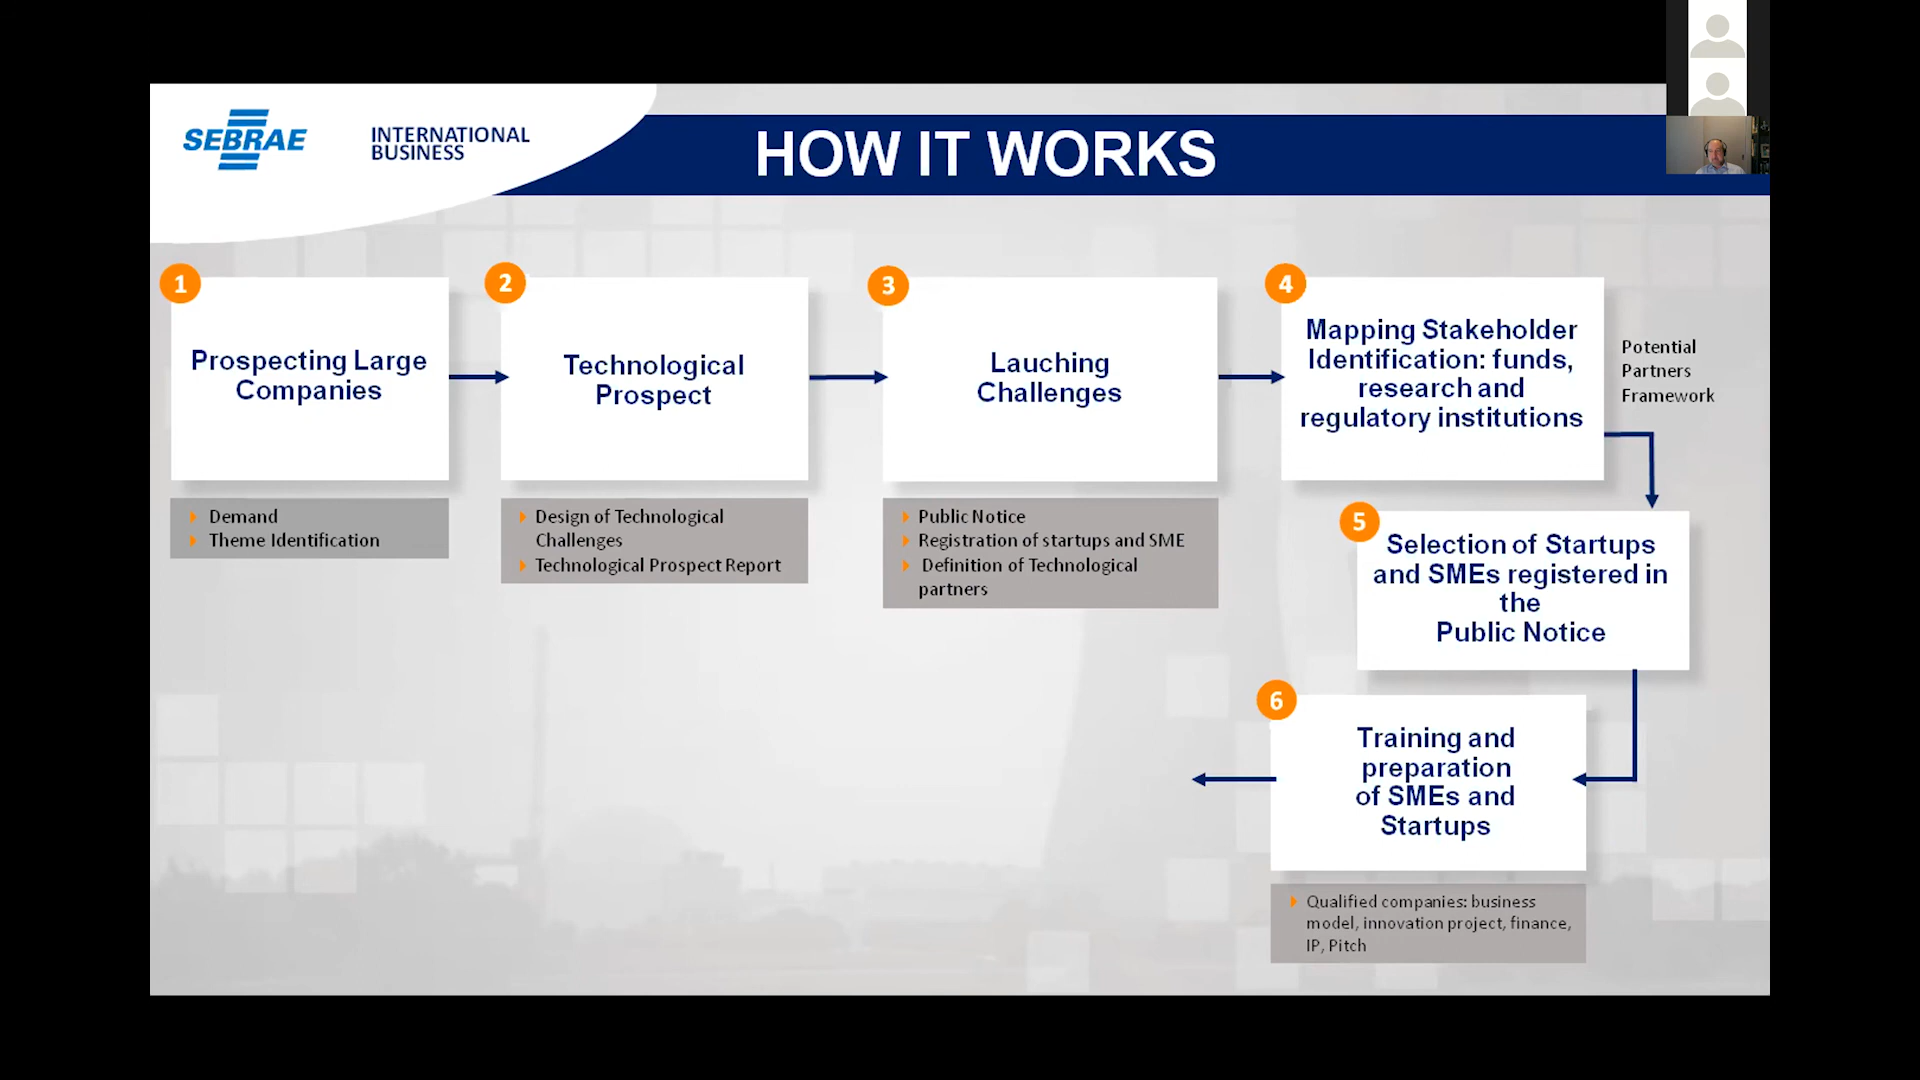 SEBRAE
INTERNATIONAL
BUSINESS
HOW IT WORKS
1
Prospecting Large
Companies
Demand
Theme Identification
2
Technological
Prospect
Design of Technological
Challenges
Technological Prospect Report
3
Lauching
Challenges
Public Notice
Registration of startups and SME
Definition of Technological
partners
4
Mapping Stakeholder
Identification: funds,
research and
regulatory institutions
Potential
Partners
Framework
5
Selection of Startups
and SMEs registered in
the
Public Notice
6
Training and
preparation
of SMEs and
Startups
Qualified companies: business
model, innovation project, finance,
IP, Pitch